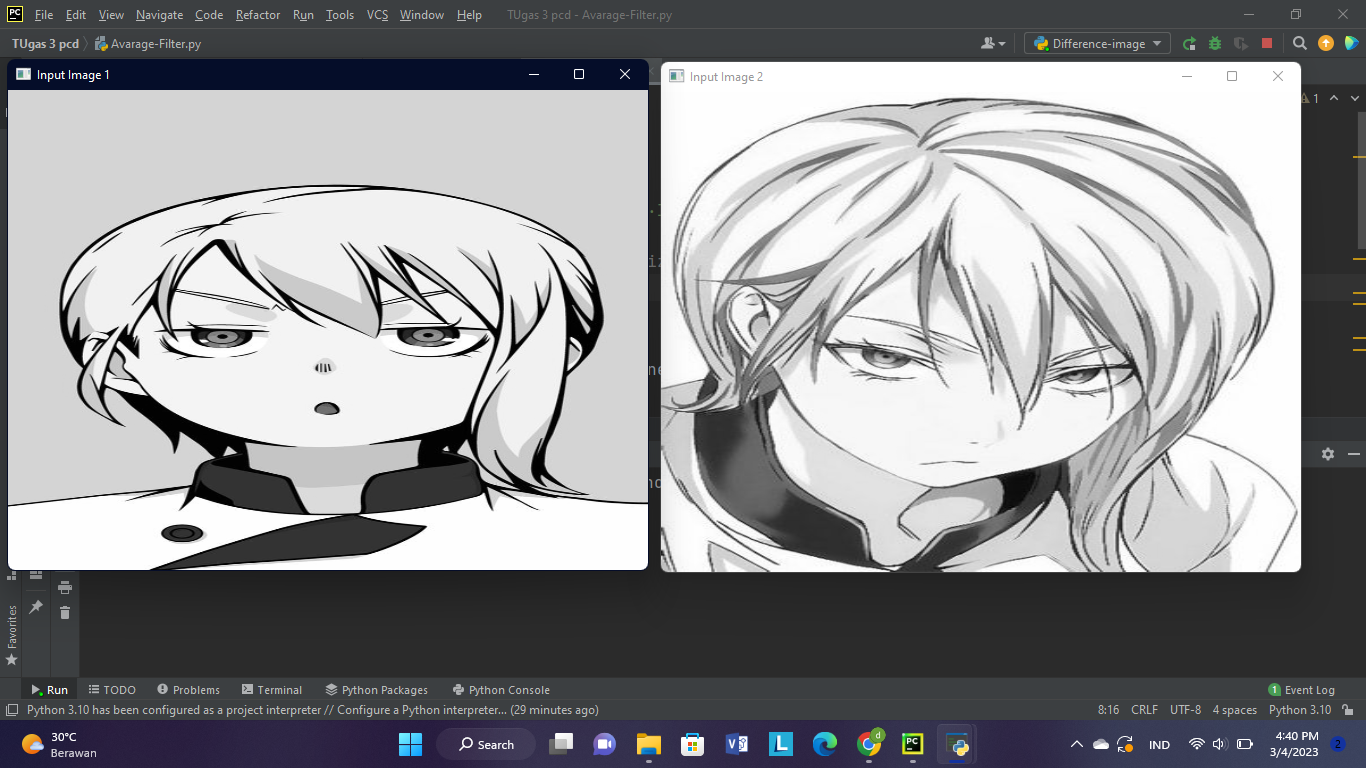 PC File Edit View Navigate Code Refactor Run Tools VCS Window Help TUgas 3 pcd - Avarage-Filter.py
TUgas 3 pcd Avarage-Filter.py Difference-image
Input Image 1
Input Image 2
1
Favorites
Run TODO Problems Terminal Python Packages Python Console 1 Event Log
Python 3.10 has been configured as a project interpreter // Configure a Python interpreter... (29 minutes ago) 8:16 CRLF UTF-8 4 spaces Python 3.10
30°C
Berawan
Search
d
PC
L
IND
4:40 PM
3/4/2023
2